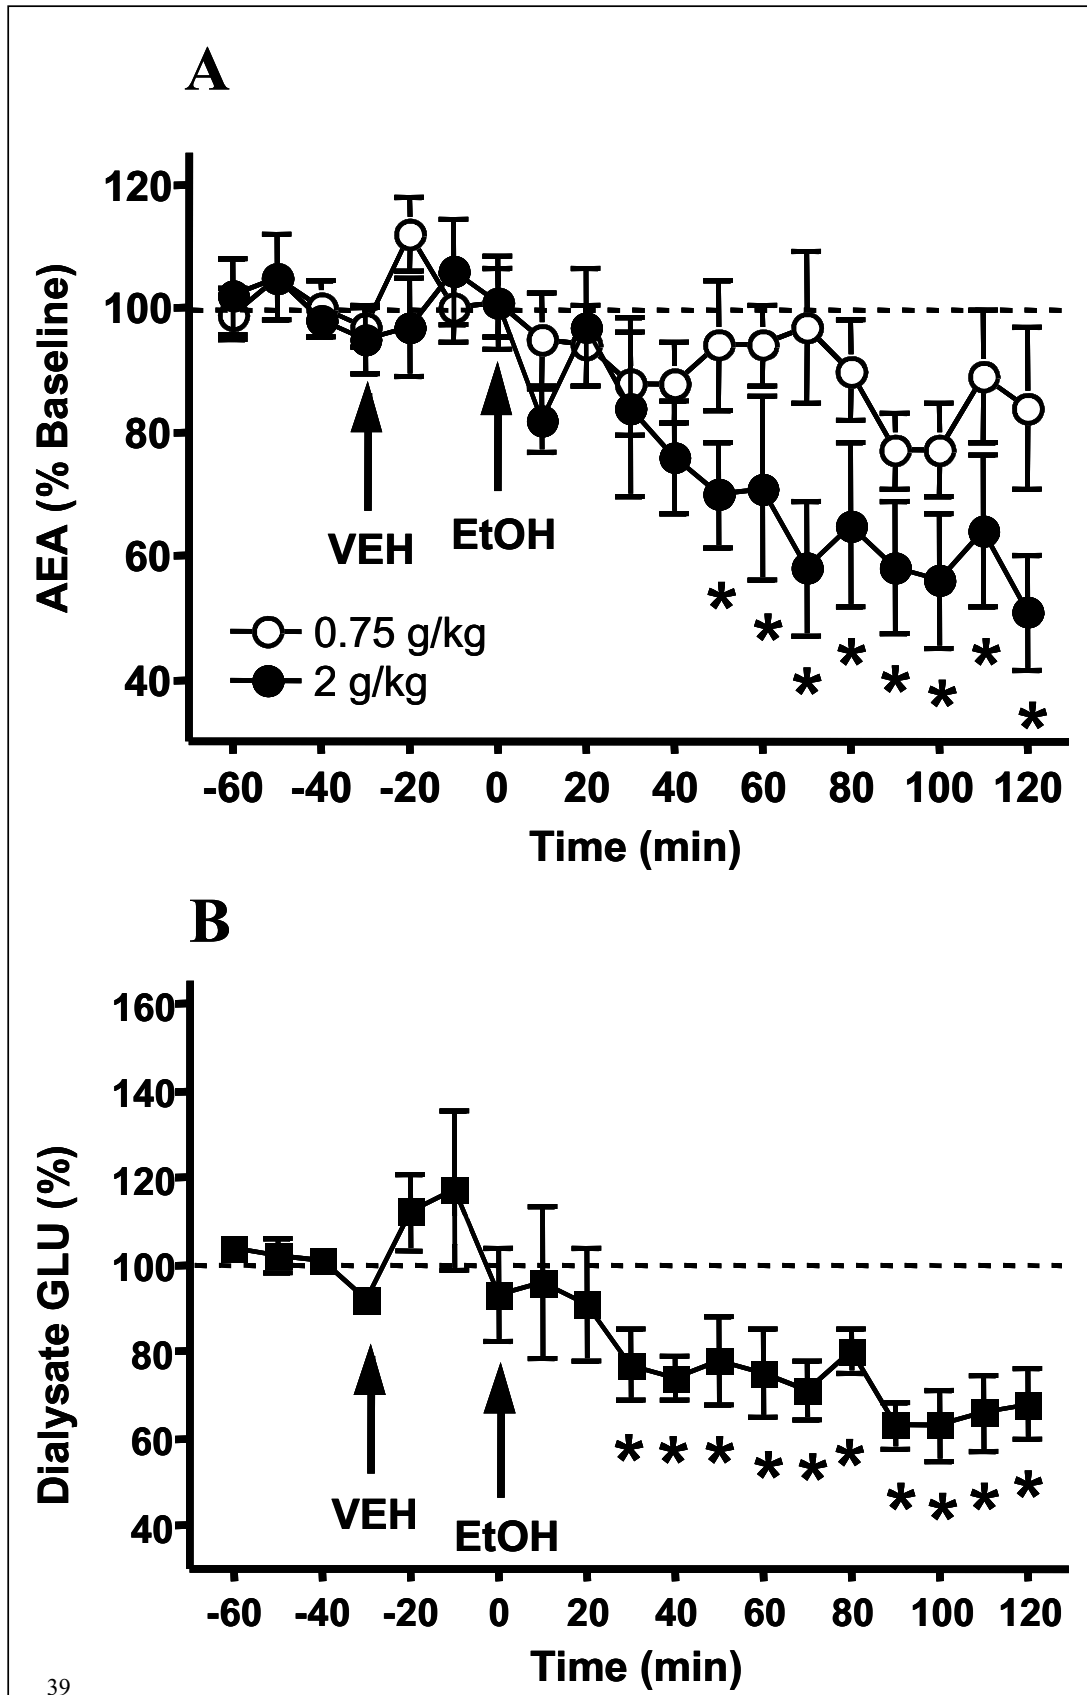 A
120
100
80
60
40
AEA (% Baseline)
VEH
EtOH
0.75 g/kg
2 g/kg
* * * * * * * *
-60 -40 -20 0 20 40 60 80 100 120
Time (min)
B
160
140
120
100
80
60
40
Dialysate GLU (%)
VEH
EtOH
* * * * * * * * * *
-60 -40 -20 0 20 40 60 80 100 120
Time (min)
39